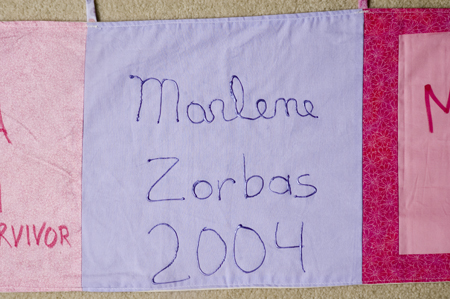 Marlene
Zorbas
2004
A
RVIVOR
M